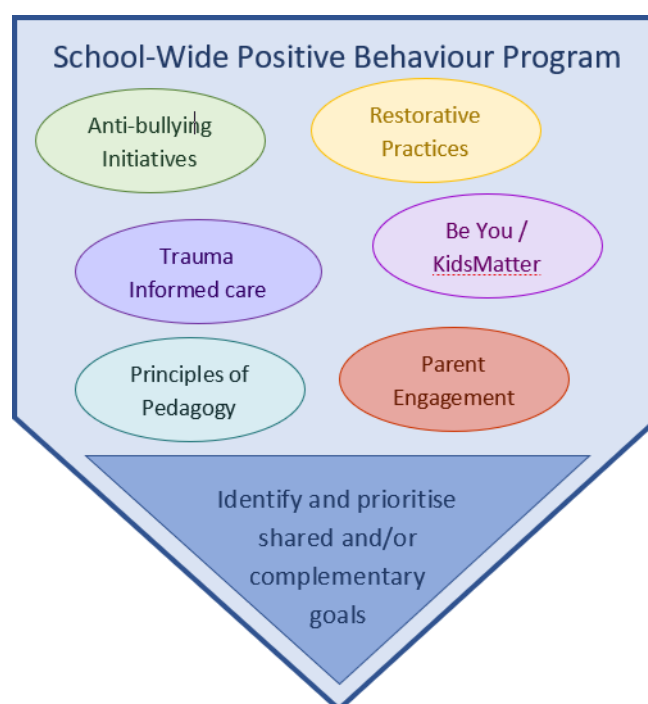 School-Wide Positive Behaviour Program
Anti-bullying
Initiatives
Restorative
Practices
Trauma
Informed care
Be You /
KidsMatter
Principles of
Pedagogy
Parent
Engagement
Identify and prioritise
shared and/or
complementary
goals